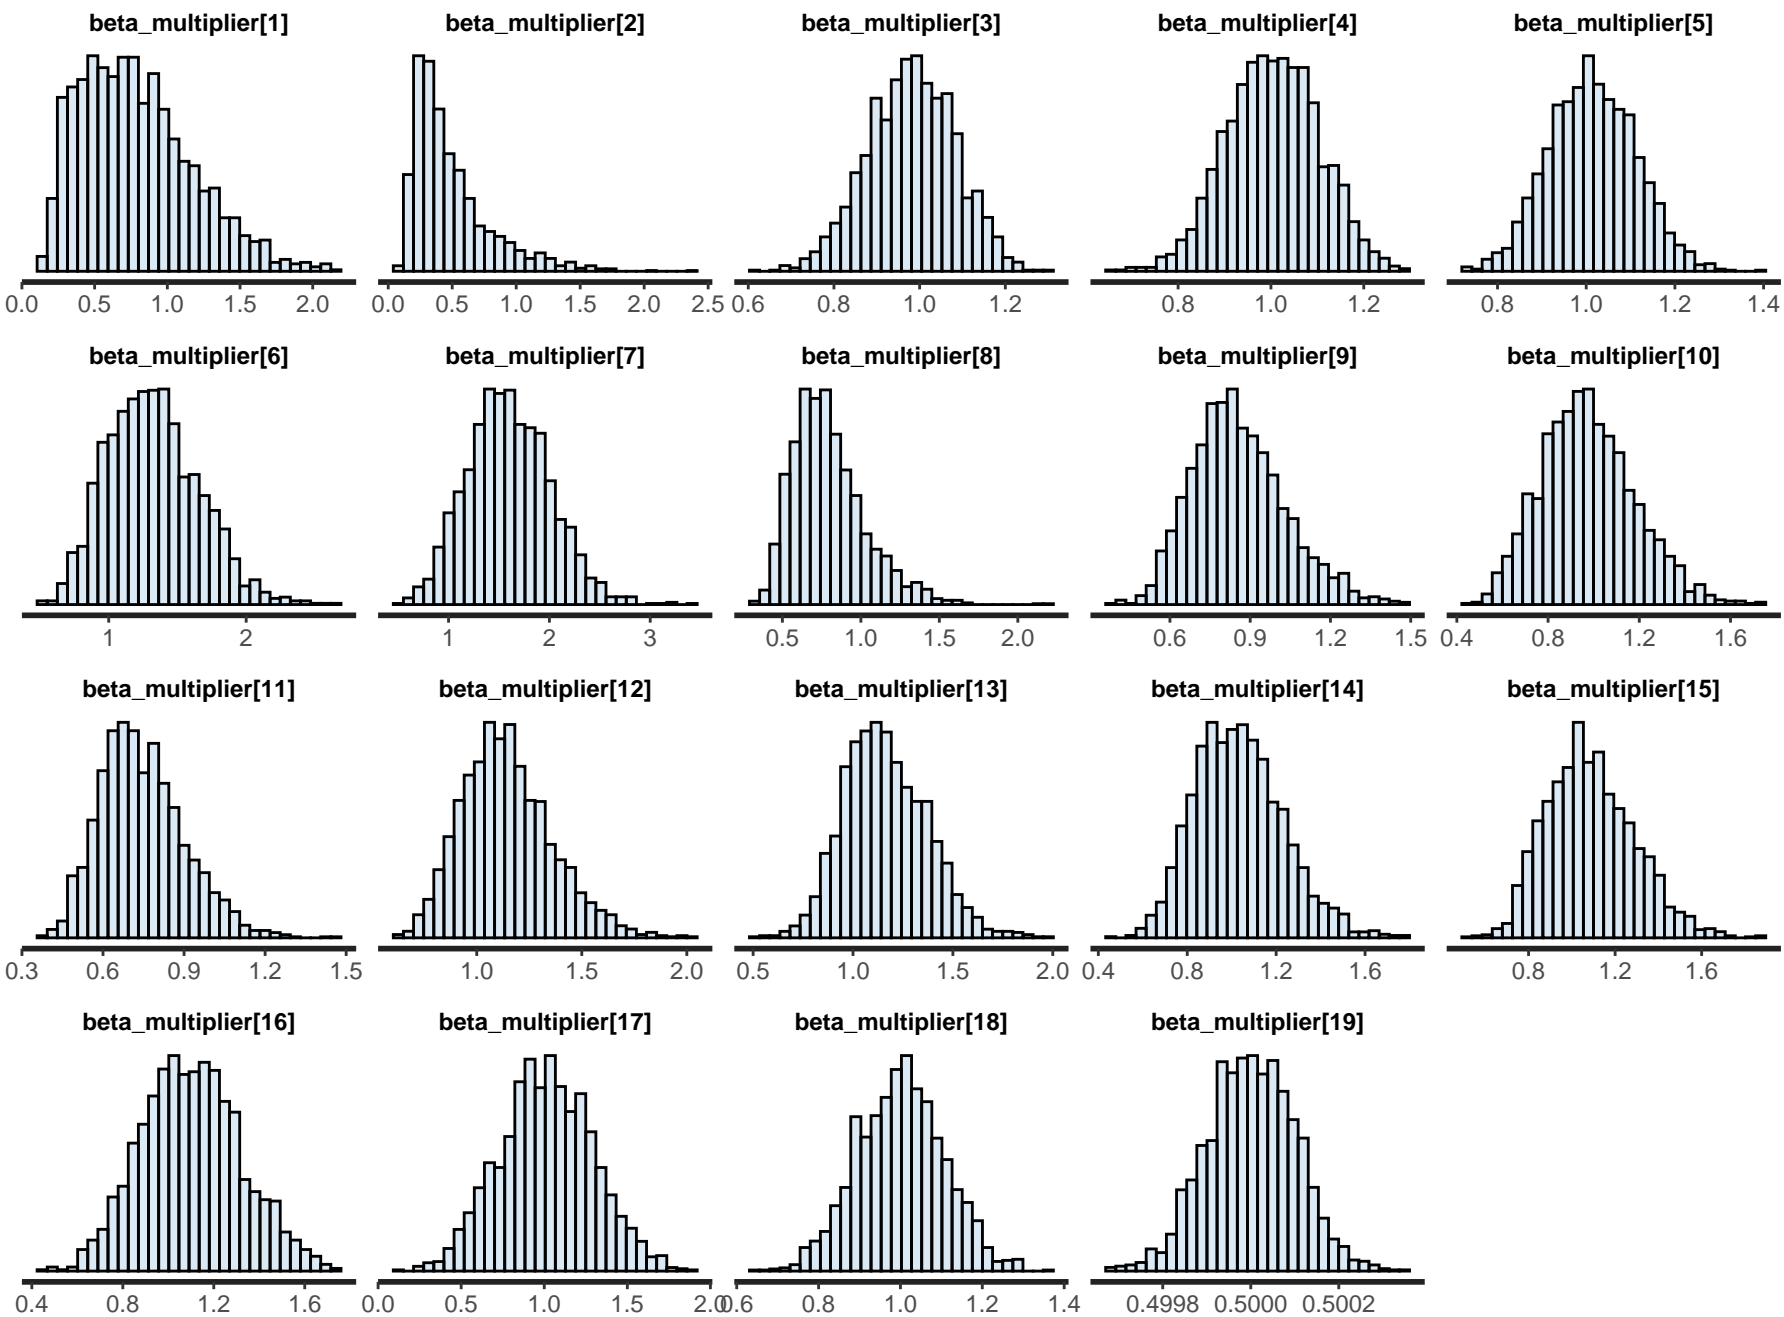 beta_multiplier[1] beta_multiplier[2] beta_multiplier[3] beta_multiplier[4] beta_multiplier[5]
0.0 0.5 1.0 1.5 2.0 0.0 0.5 1.0 1.5 2.0 2.5 0.6 0.8 1.0 1.2 0.8 1.0 1.2 0.8 1.0 1.2 1.4
beta_multiplier[6] beta_multiplier[7] beta_multiplier[8] beta_multiplier[9] beta_multiplier[10]
1 2 1 2 3 0.5 1.0 1.5 2.0 0.6 0.9 1.2 1.5 0.4 0.8 1.2 1.6
beta_multiplier[11] beta_multiplier[12] beta_multiplier[13] beta_multiplier[14] beta_multiplier[15]
0.3 0.6 0.9 1.2 1.5 1.0 1.5 2.0 0.5 1.0 1.5 2.0 0.4 0.8 1.2 1.6 0.8 1.2 1.6
beta_multiplier[16] beta_multiplier[17] beta_multiplier[18] beta_multiplier[19]
0.4 0.8 1.2 1.6 0.0 0.5 1.0 1.5 2.0 0.6 0.8 1.0 1.2 1.4 0.4998 0.5000 0.5002